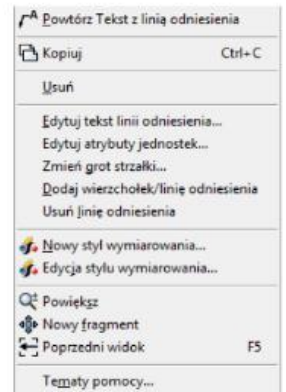 Powtórz Tekst z linią odniesienia
Kopiuj Ctrl+C
Usuń
Edytuj tekst linii odniesienia...
Edytuj atrybuty jednostek...
Zmień grot strzałki...
Dodaj wierzchołek/linię odniesienia
Usuń linię odniesienia
Nowy styl wymiarowania...
Edycja stylu wymiarowania...
Powiększ
Nowy fragment
Poprzedni widok F5
Tematy pomocy...